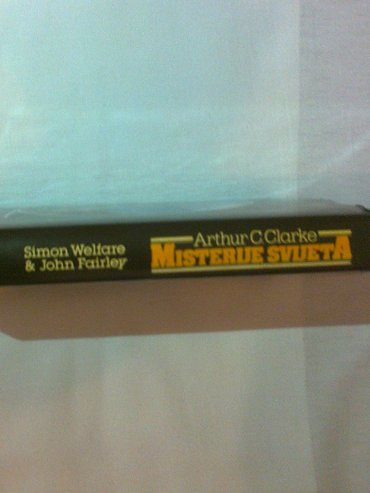 Simon Welfare
& John Fairley
Arthur C. Clarke
MISTERIJE SVIJETA